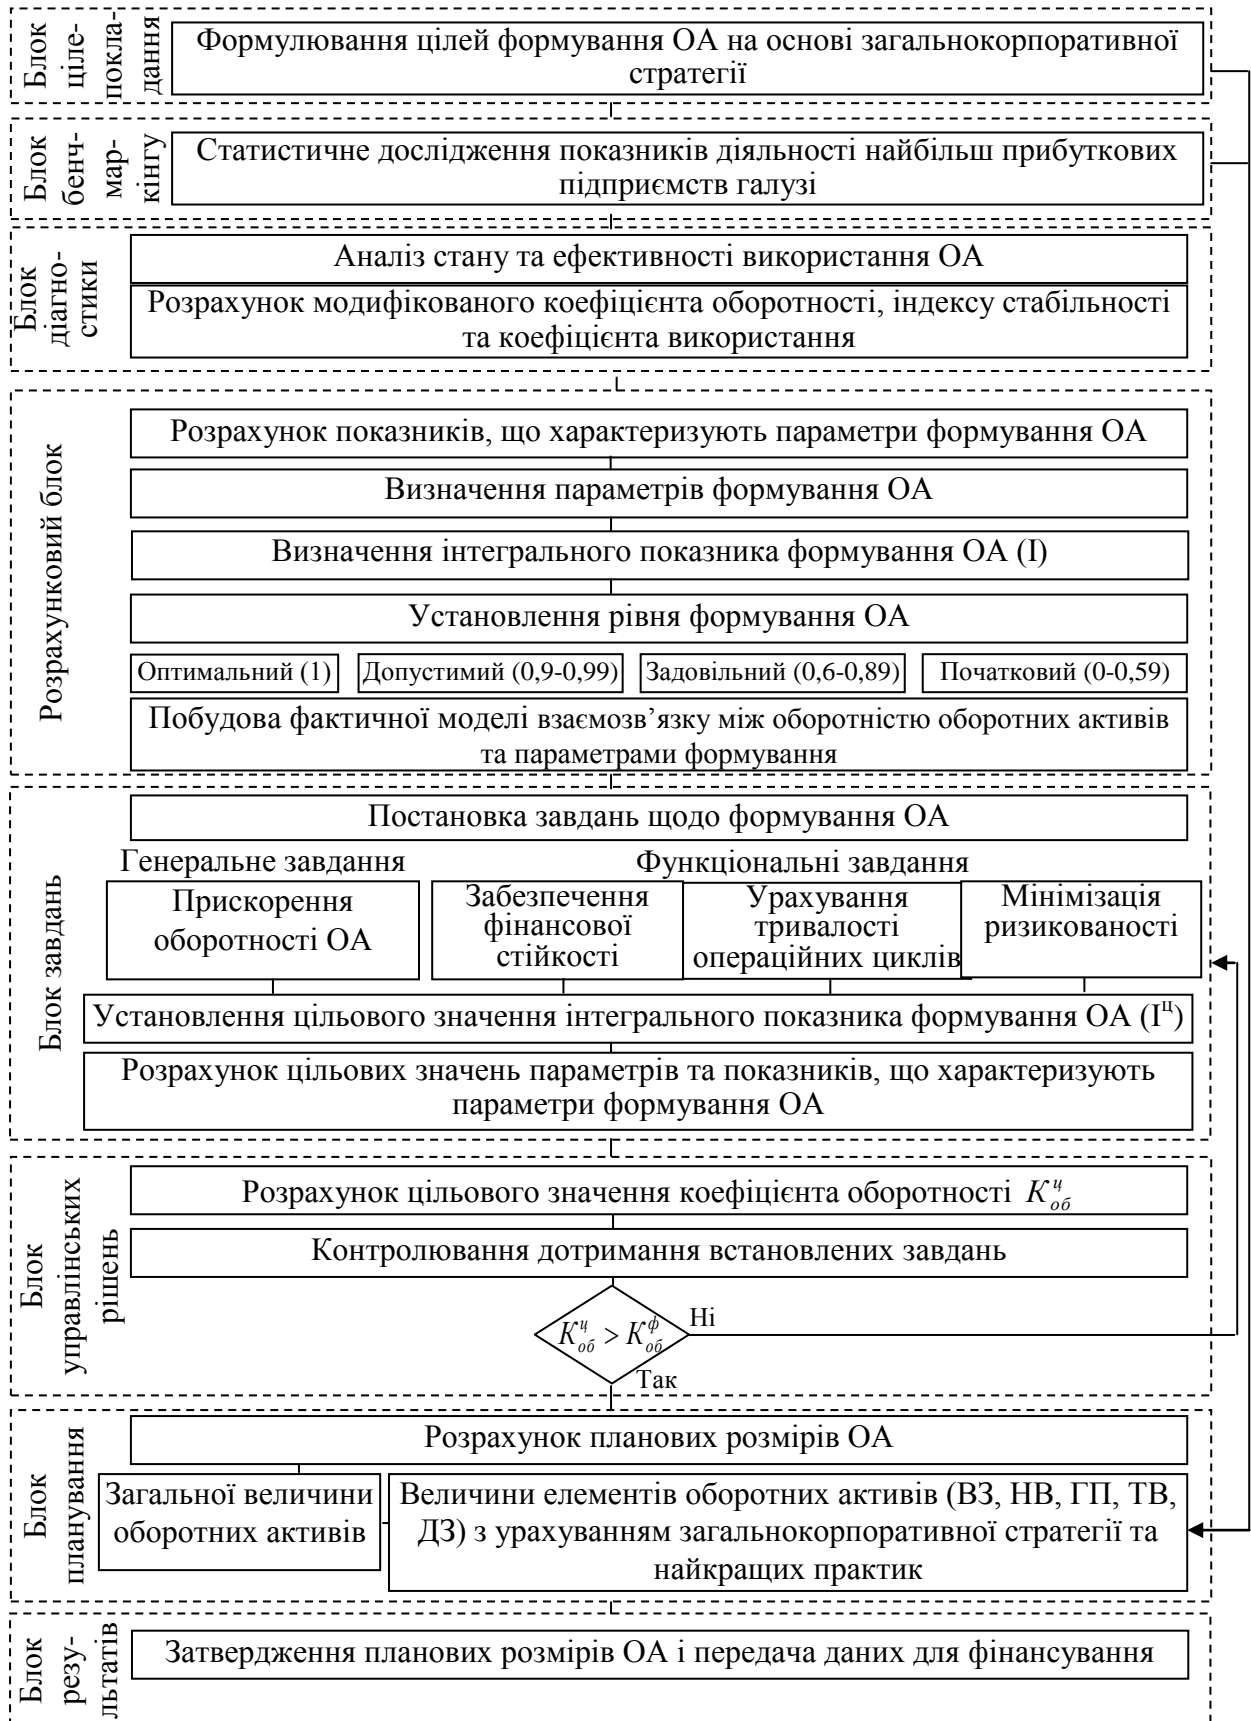 Блок
ціле-
покла-
дання
Формулювання цілей формування ОА на основі загальнокорпоративної
стратегії
Блок
бенч-
мар-
кінгу
Статистичне дослідження показників діяльності найбільш прибуткових
підприємств галузі
Блок
діагно-
стики
Аналіз стану та ефективності використання ОА
Розрахунок модифікованого коефіцієнта оборотності, індексу стабільності
та коефіцієнта використання
Розрахунковий блок
Розрахунок показників, що характеризують параметри формування ОА
Визначення параметрів формування ОА
Визначення інтегрального показника формування ОА (І)
Установлення рівня формування ОА
Оптимальний (1)
Допустимий (0,9-0,99)
Задовільний (0,6-0,89)
Початковий (0-0,59)
Побудова фактичної моделі взаємозв’язку між оборотністю оборотних активів
та параметрами формування
Блок завдань
Постановка завдань щодо формування ОА
Генеральне завдання
Функціональні завдання
Прискорення
оборотності ОА
Забезпечення
фінансової
стійкості
Урахування
тривалості
операційних циклів
Мінімізація
ризикованості
Установлення цільового значення інтегрального показника формування ОА (І^ц)
Розрахунок цільових значень параметрів та показників, що характеризують
параметри формування ОА
Блок
управлінських
рішень
Розрахунок цільового значення коефіцієнта оборотності K^ц_об
Контролювання дотримання встановлених завдань
K^ц_об > K^ф_об
Ні
Так
Блок
планування
Розрахунок планових розмірів ОА
Загальної величини
оборотних активів
Величини елементів оборотних активів (ВЗ, НВ, ГП, ТВ,
ДЗ) з урахуванням загальнокорпоративної стратегії та
найкращих практик
Блок
резу-
льтатів
Затвердження планових розмірів ОА і передача даних для фінансування